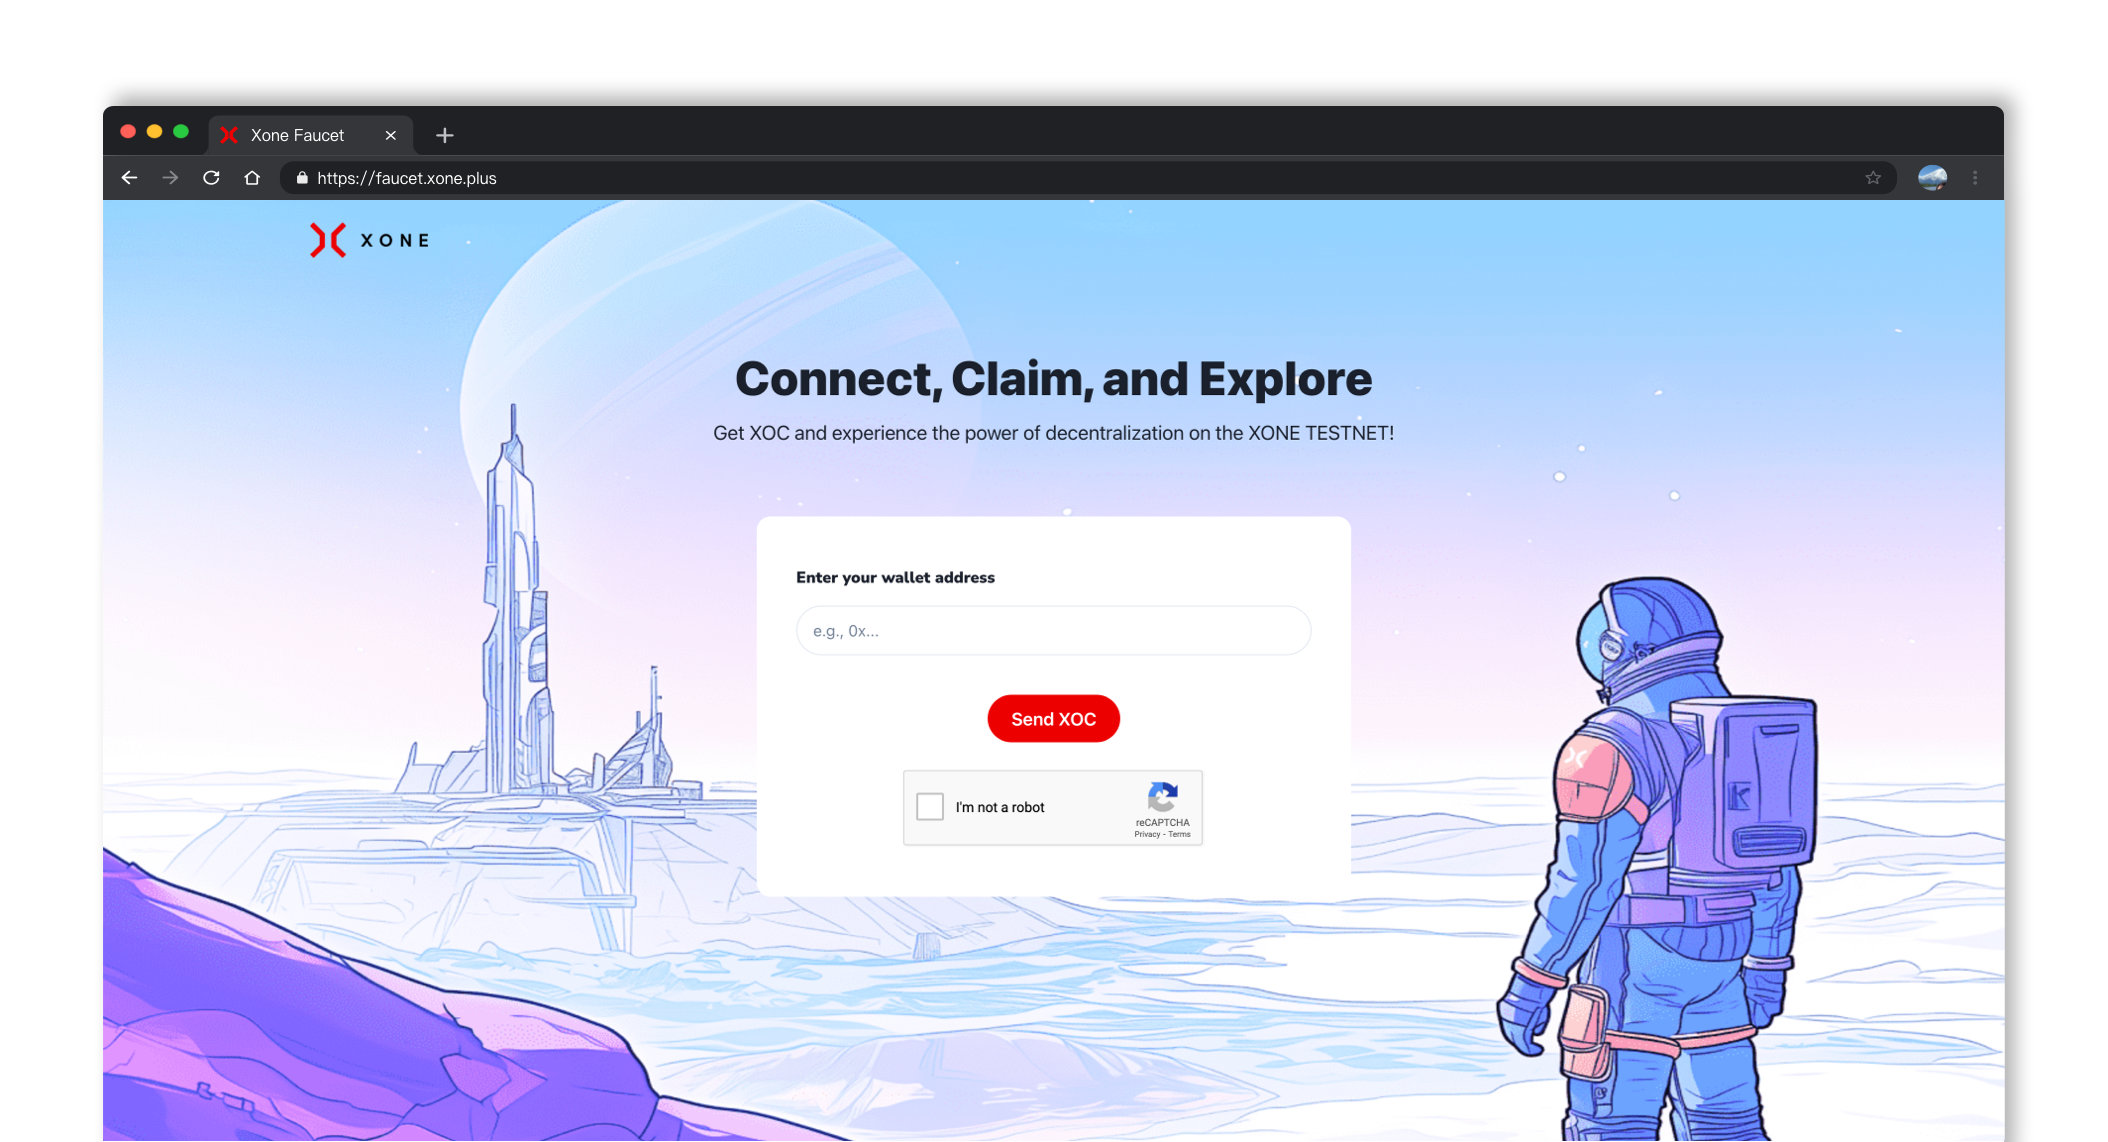 Xone Faucet
https://faucet.xone.plus
XONE
Connect, Claim, and Explore
Get XOC and experience the power of decentralization on the XONE TESTNET!
Enter your wallet address
e.g., 0x...
Send XOC
I'm not a robot
reCAPTCHA
Privacy - Terms